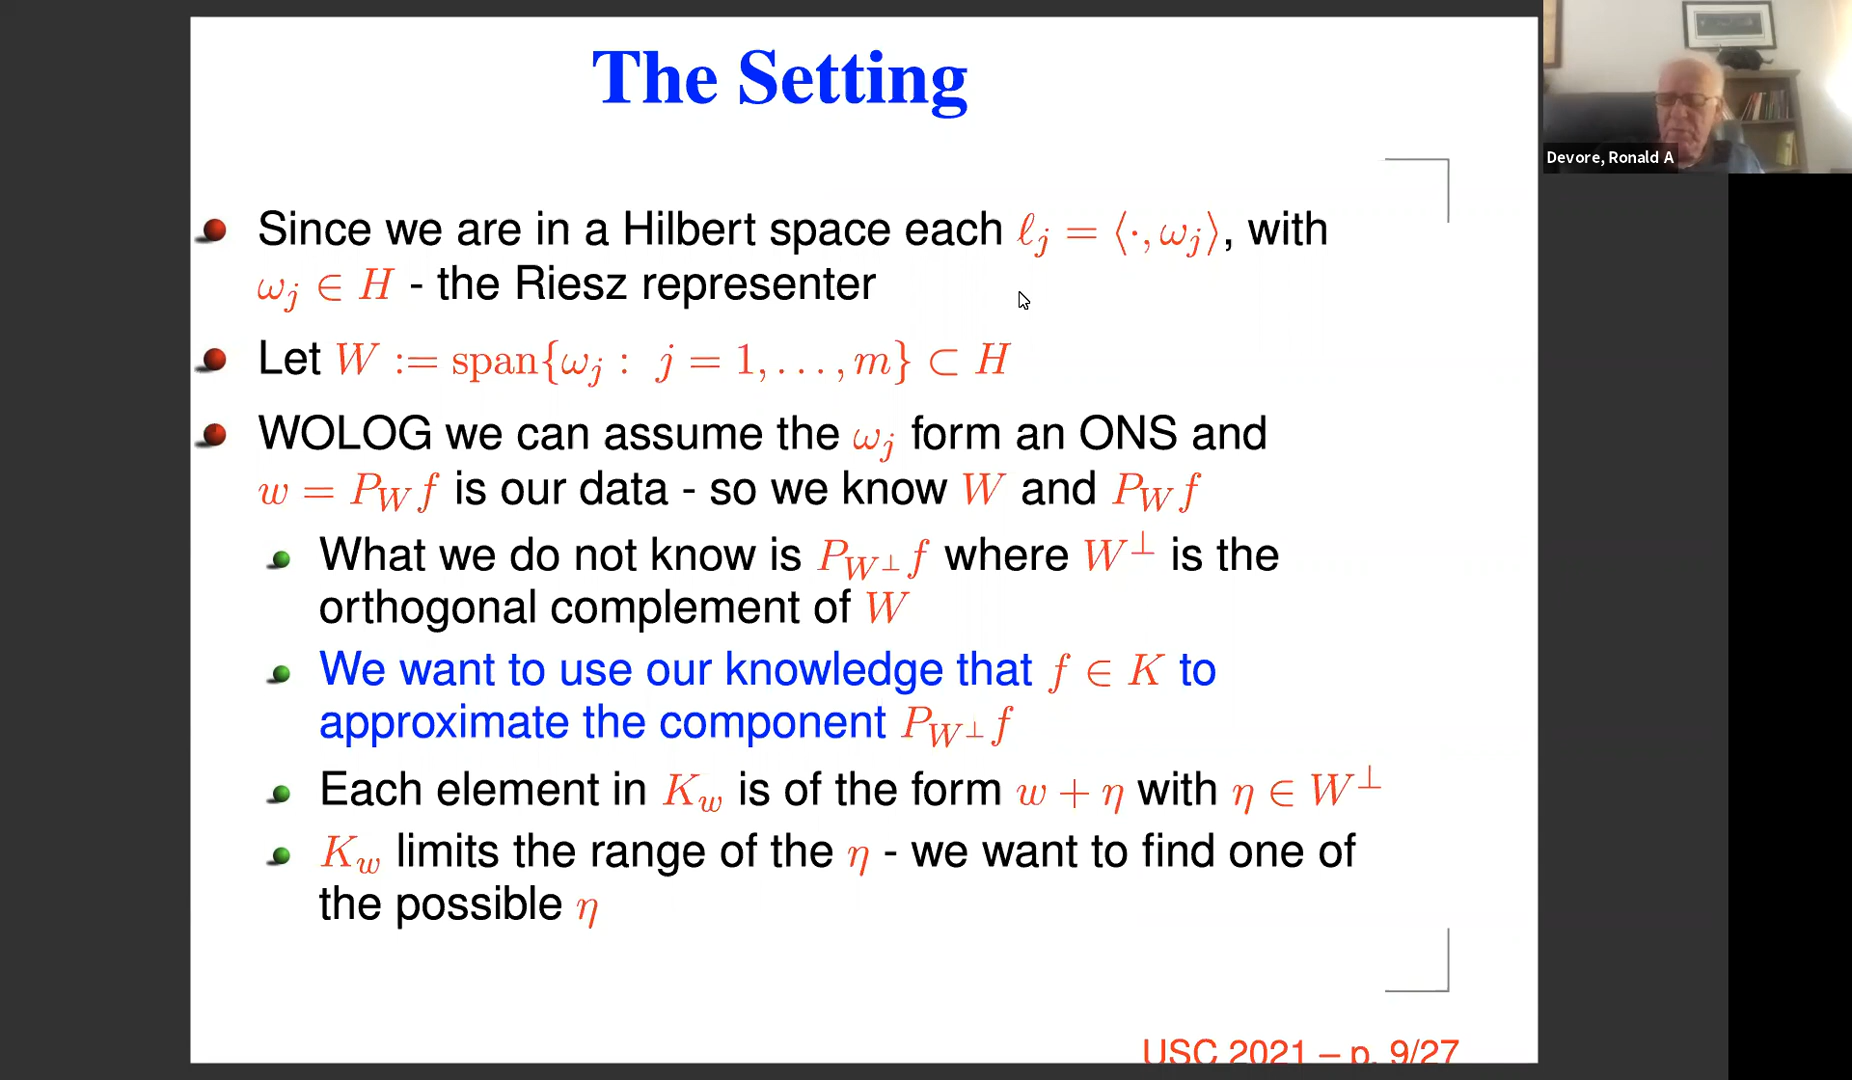 The Setting
Since we are in a Hilbert space each ℓ_j = ⟨·, ω_j⟩, with
ω_j ∈ H - the Riesz representer
Let W := span{ω_j : j = 1, . . . , m} ⊂ H
WOLOG we can assume the ω_j form an ONS and
w = P_W f is our data - so we know W and P_W f
What we do not know is P_{W^⊥} f where W^⊥ is the
orthogonal complement of W
We want to use our knowledge that f ∈ K to
approximate the component P_{W^⊥} f
Each element in K_w is of the form w + η with η ∈ W^⊥
K_w limits the range of the η - we want to find one of
the possible η
USC 2021 – p. 9/27
Devore, Ronald A